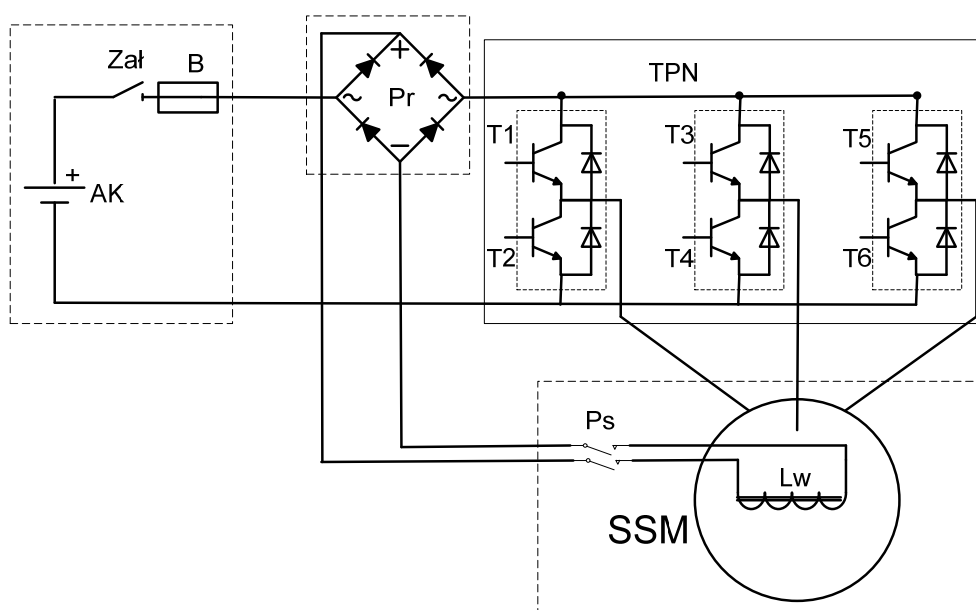 Zał
B
+
AK
+
~
Pr
~
−
TPN
T1
T3
T5
T2
T4
T6
Ps
Lw
SSM